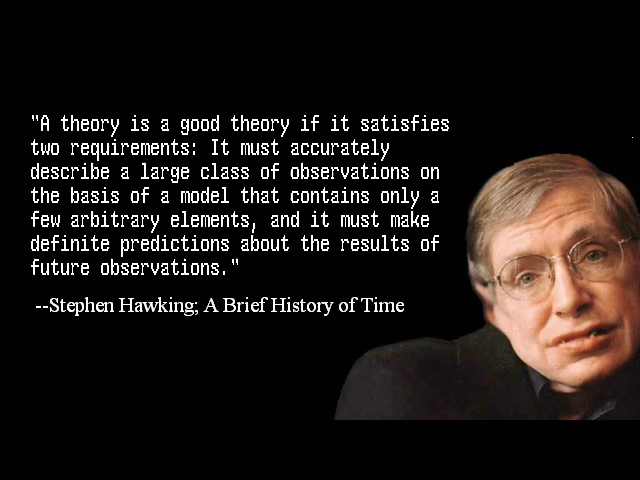 "A theory is a good theory if it satisfies
two requirements: It must accurately
describe a large class of observations on
the basis of a model that contains only a
few arbitrary elements, and it must make
definite predictions about the results of
future observations."
--Stephen Hawking; A Brief History of Time